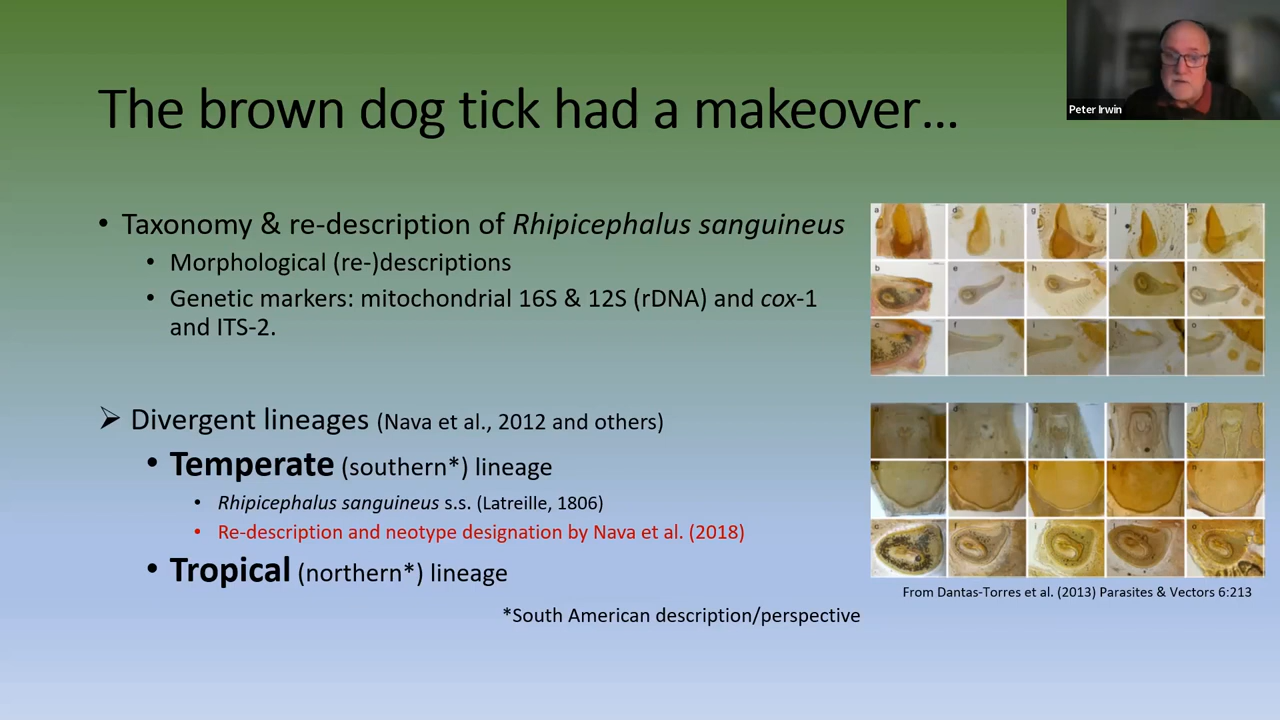 The brown dog tick had a makeover…
Peter Irwin
• Taxonomy & re-description of Rhipicephalus sanguineus
• Morphological (re-)descriptions
• Genetic markers: mitochondrial 16S & 12S (rDNA) and cox-1
and ITS-2.
➢ Divergent lineages (Nava et al., 2012 and others)
• Temperate (southern*) lineage
• Rhipicephalus sanguineus s.s. (Latreille, 1806)
• Re-description and neotype designation by Nava et al. (2018)
• Tropical (northern*) lineage
*South American description/perspective
a d g j m
b e h k n
c f i l o
a d g j m
b e h k n
c f i l o
From Dantas-Torres et al. (2013) Parasites & Vectors 6:213